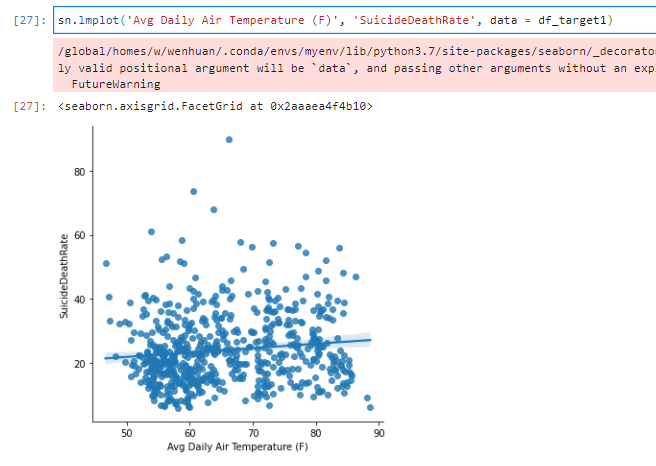 [27]: sn.lmplot('Avg Daily Air Temperature (F)', 'SuicideDeathRate', data = df_target1)
/global/homes/w/wenhuan/.conda/envs/myenv/lib/python3.7/site-packages/seaborn/_decorato
ly valid positional argument will be `data`, and passing other arguments without an expl
FutureWarning
[27]: <seaborn.axisgrid.FacetGrid at 0x2aaaea4f4b10>
80
60
40
20
SuicideDeathRate
50 60 70 80 90
Avg Daily Air Temperature (F)